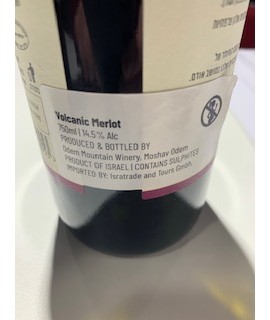 Volcanic Merlot
750ml | 14.5% Alc
PRODUCED & BOTTLED BY
Odem Mountain Winery, Moshav Odem
PRODUCT OF ISRAEL | CONTAINS SULPHITES
IMPORTED BY: Isratrade and Tours Gmbh.